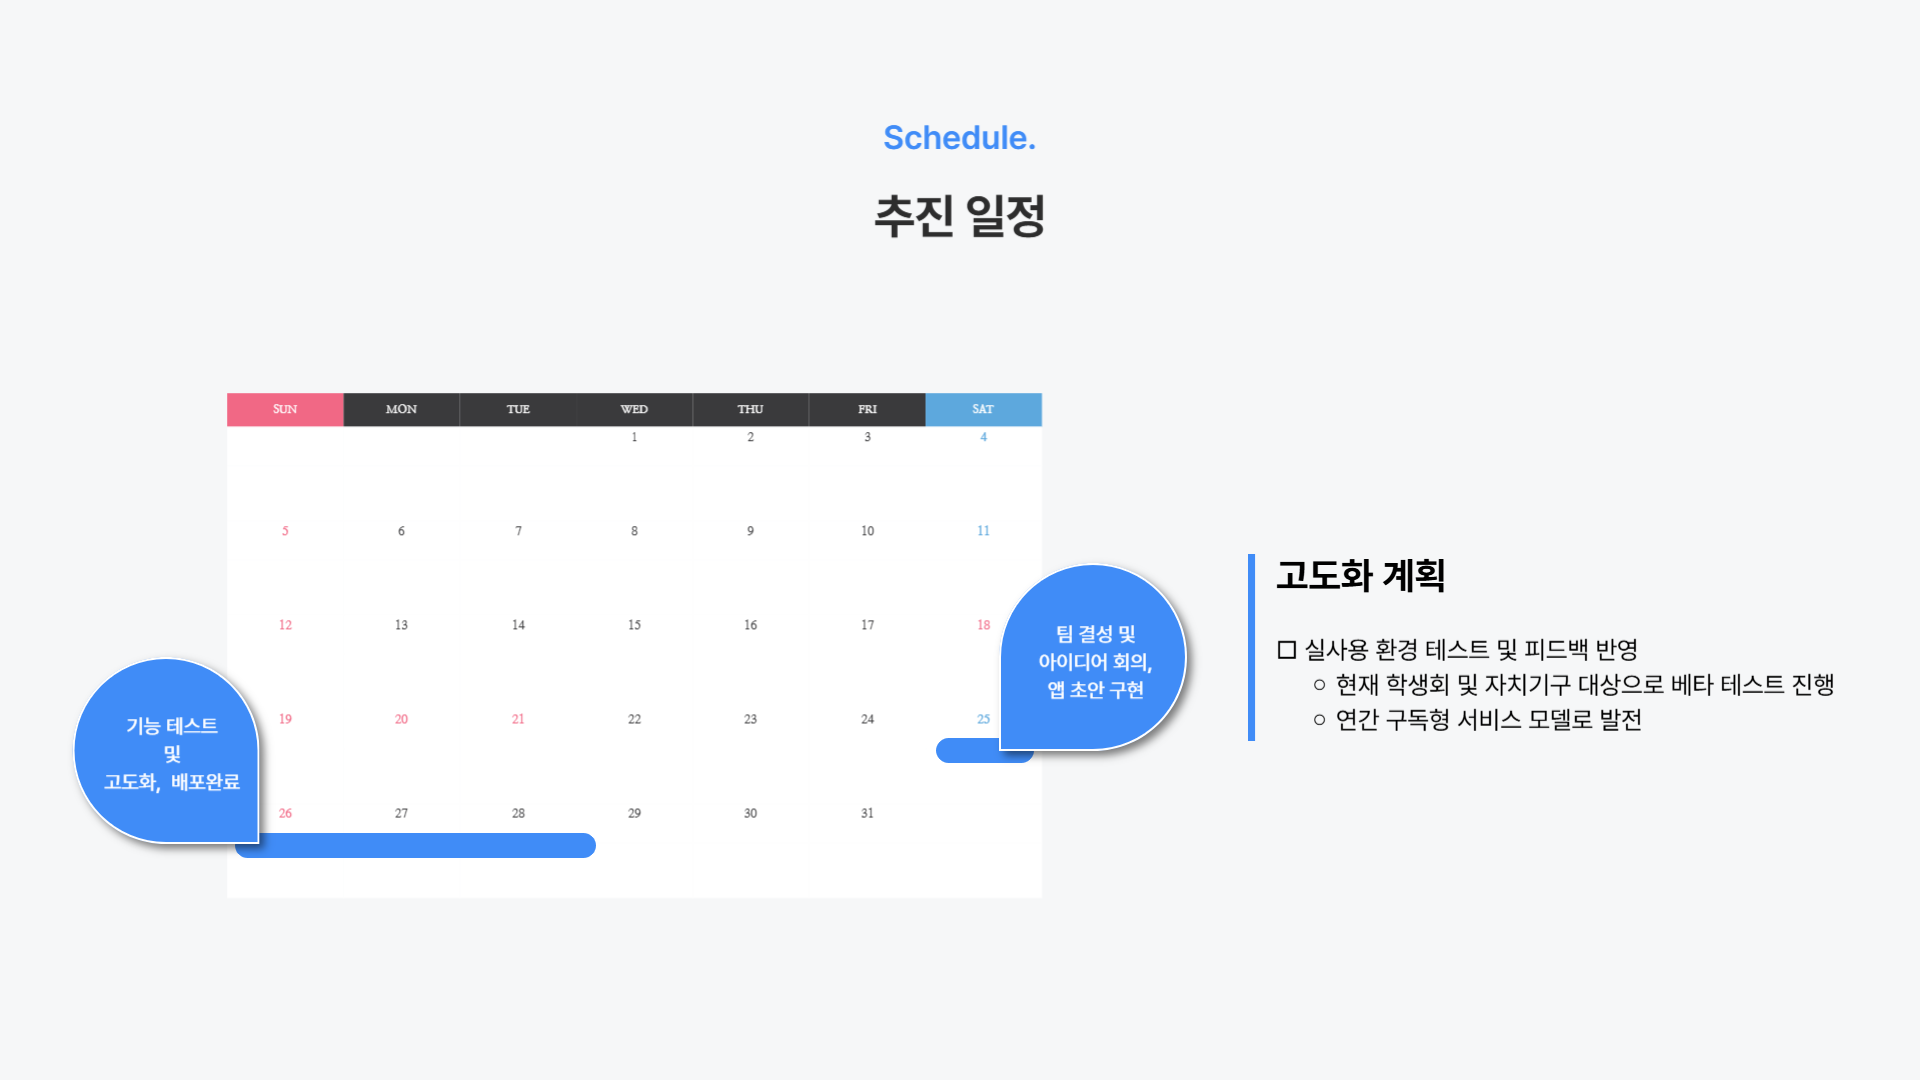 Schedule.
추진 일정
SUN MON TUE WED THU FRI SAT
1 2 3 4
5 6 7 8 9 10 11
12 13 14 15 16 17 18
19 20 21 22 23 24 25
26 27 28 29 30 31
팀 결성 및
아이디어 회의,
앱 초안 구현
기능 테스트
및
고도화, 배포완료
고도화 계획
□ 실사용 환경 테스트 및 피드백 반영
○ 현재 학생회 및 자치기구 대상으로 베타 테스트 진행
○ 연간 구독형 서비스 모델로 발전